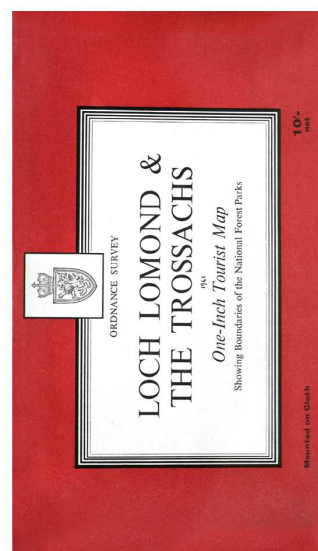 ORDNANCE SURVEY
LOCH LOMOND &
THE TROSSACHS
1961
One-Inch Tourist Map
Showing Boundaries of the National Forest Parks
Mounted on Cloth
10/-
net